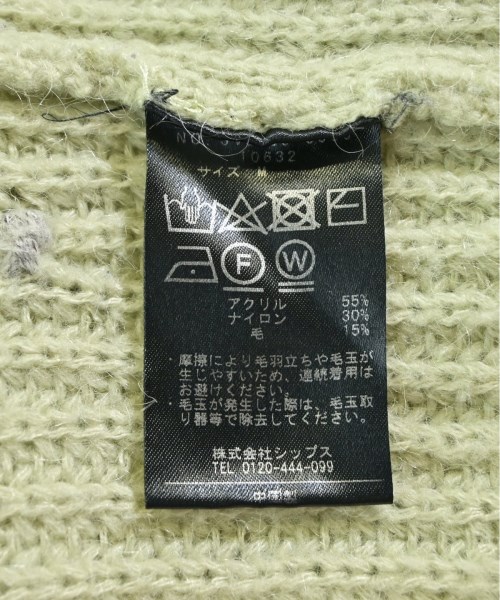 10632
サイズ M
F
W
アクリル 55%
ナイロン 30%
毛 15%
・摩擦により毛羽立ちや毛玉が
生じやすいため、連続着用は
お避けください。
・毛玉が発生した際は、毛玉取
り器等で除去してください。
株式会社シップス
TEL 0120-444-099
中国製